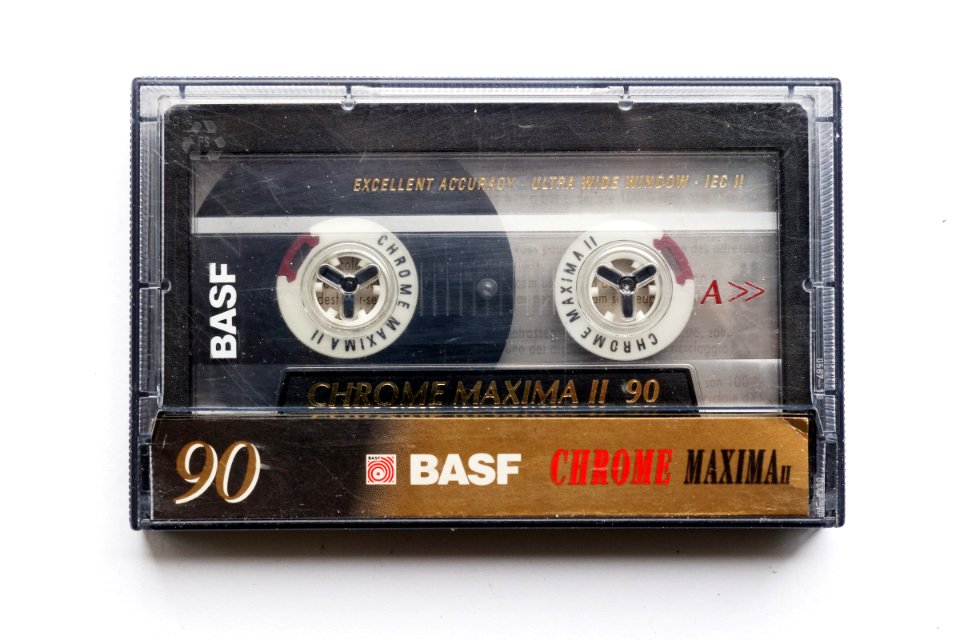 EXCELLENT ACCURACY · ULTRA WIDE WINDOW · IEC II
BASF
CHROME MAXIMA II
CHROME MAXIMA II
A >>
CHROME MAXIMA II 90
90
BASF
BASF
CHROME MAXIMA II